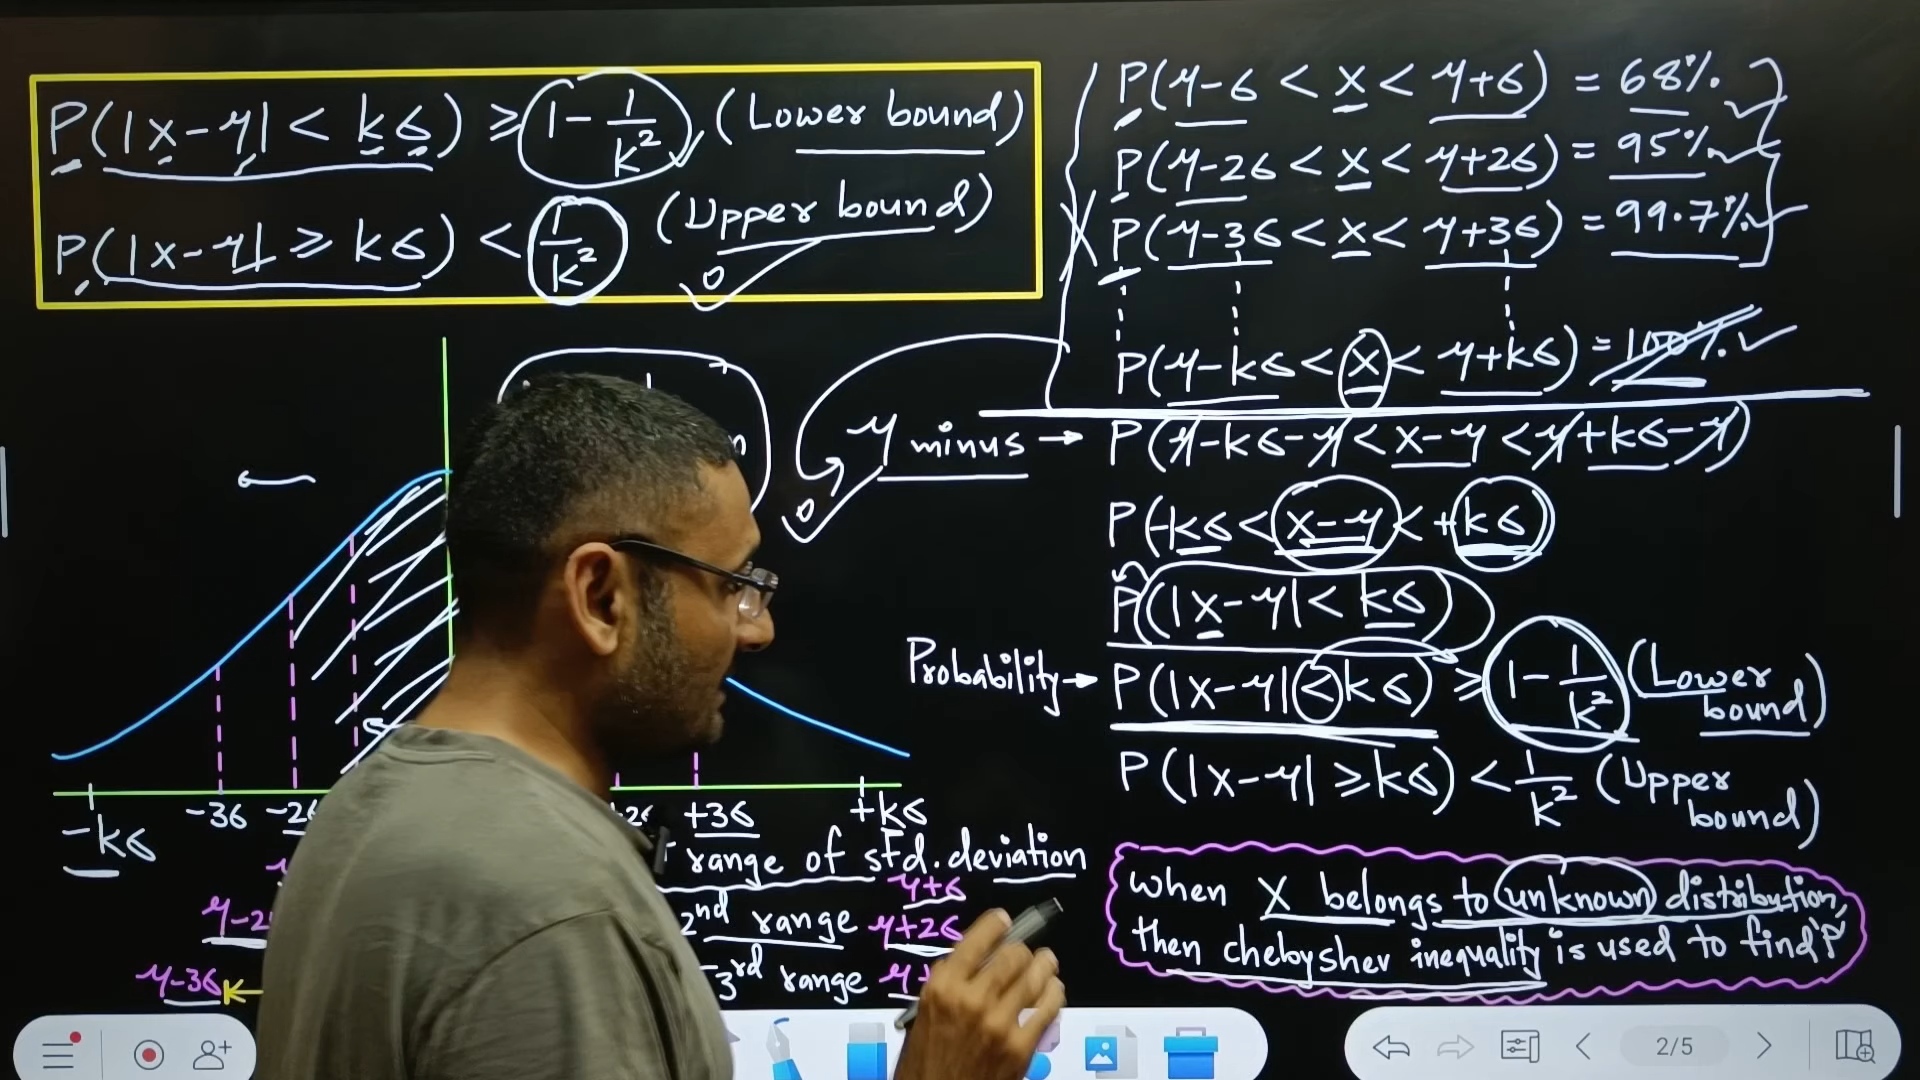 P(|x-μ| < kσ) ≥ 1 - 1/k² (Lower bound)
P(|x-μ| ≥ kσ) < 1/k² (Upper bound)
P(μ-σ < x < μ+σ) = 68%
P(μ-2σ < x < μ+2σ) = 95%
P(μ-3σ < x < μ+3σ) = 99.7%
P(μ-kσ < x < μ+kσ) = 100%
μ minus → P(μ-kσ-μ < x-μ < μ+kσ-μ)
P(-kσ < x-μ < +kσ)
P(|x-μ| < kσ)
Probability → P(|x-μ| < kσ) ≥ 1 - 1/k² (Lower
bound)
P(|x-μ| ≥ kσ) < 1/k² (Upper
bound)
when X belongs to unknown distribution,
then chebysher inequality is used to find 'P'
-kσ -3σ -2σ +3σ +kσ
range of std. deviation
μ+σ
2nd range μ+2σ
3rd range
μ-3σ
2/5